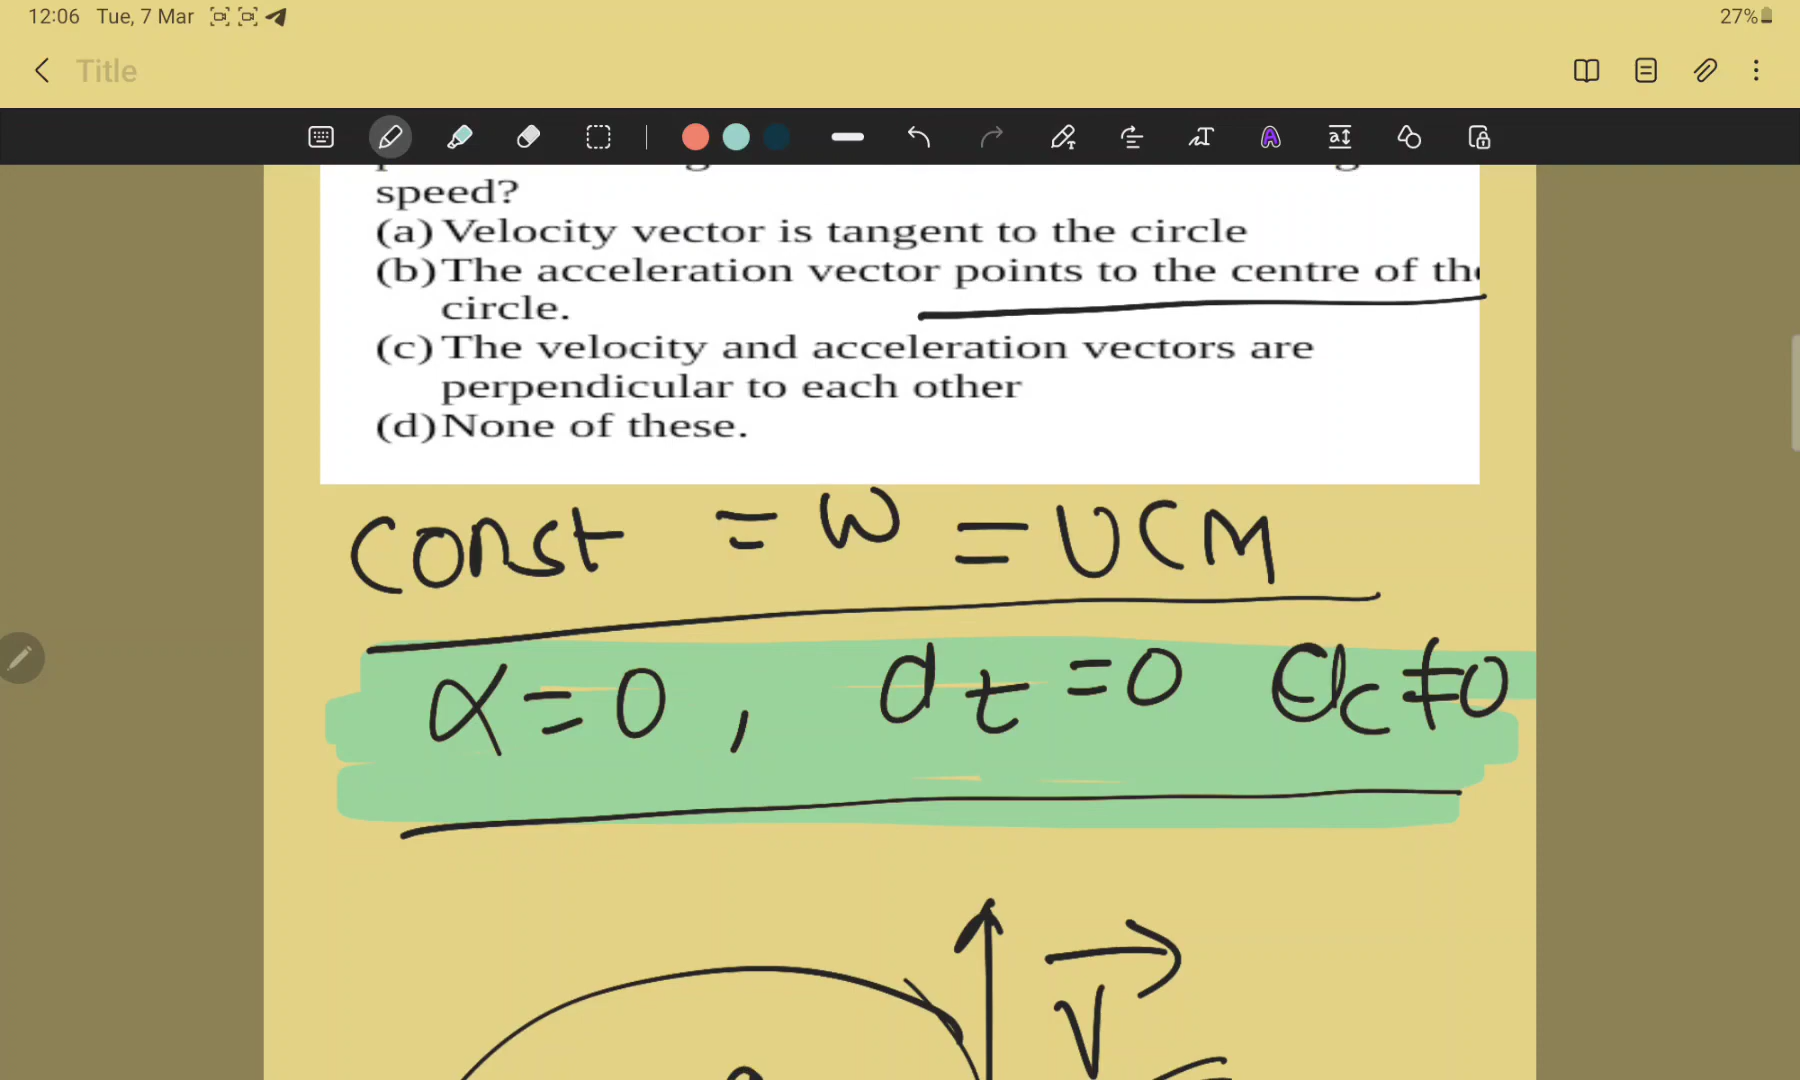 12:06 Tue, 7 Mar 27%
Title
speed?
(a) Velocity vector is tangent to the circle
(b) The acceleration vector points to the centre of the
circle.
(c) The velocity and acceleration vectors are
perpendicular to each other
(d) None of these.
const = ω = UCM
α = 0 , at = 0 ac ≠ 0
V